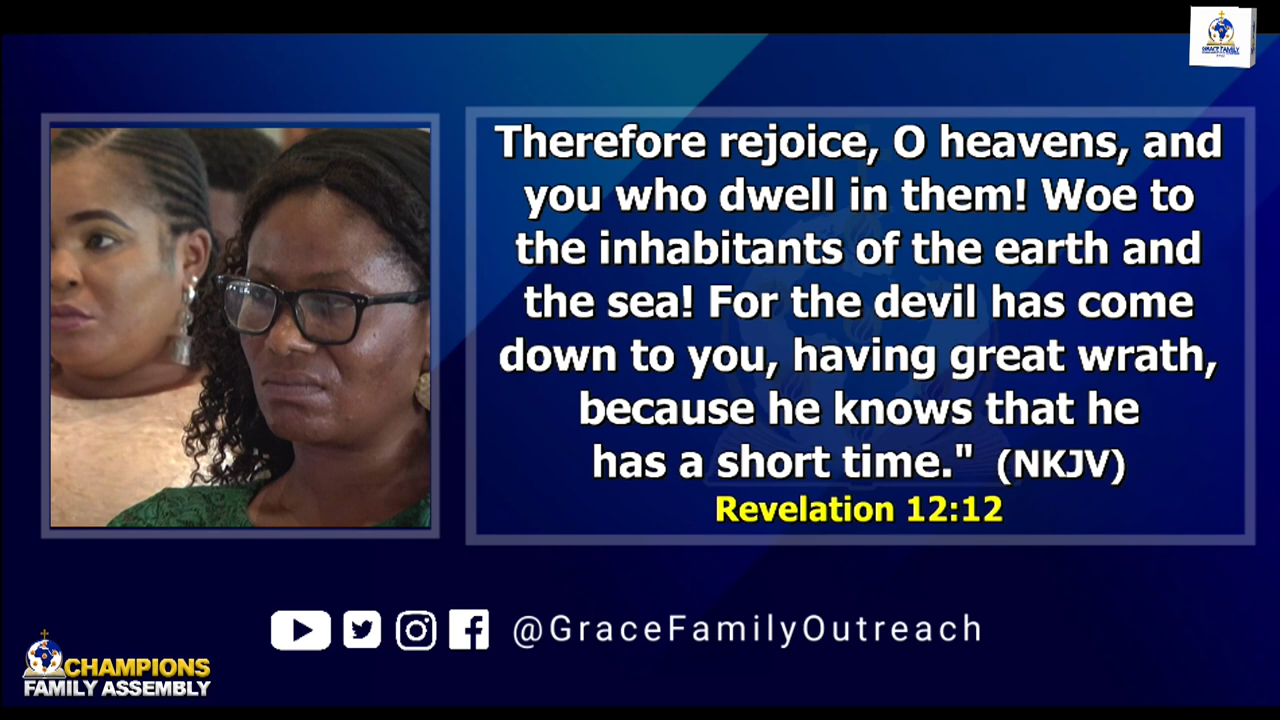 GRACE FAMILY
Therefore rejoice, O heavens, and
you who dwell in them! Woe to
the inhabitants of the earth and
the sea! For the devil has come
down to you, having great wrath,
because he knows that he
has a short time." (NKJV)
Revelation 12:12
@GraceFamilyOutreach
CHAMPIONS
FAMILY ASSEMBLY